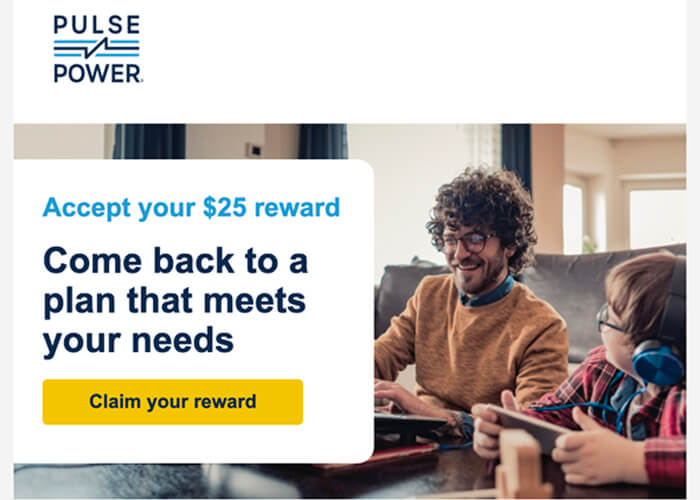 PULSE
POWER
Accept your $25 reward
Come back to a
plan that meets
your needs
Claim your reward